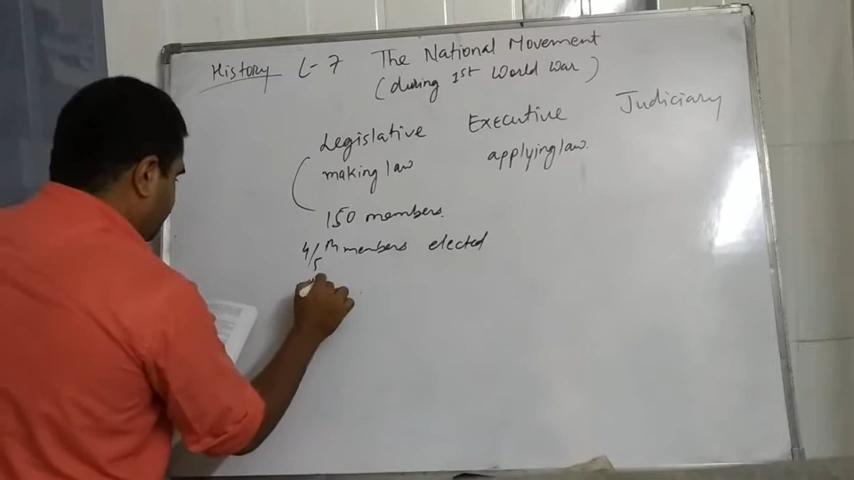 History L-7 The National Movement
(during 1st World War)
Legislative Executive Judiciary
making law applying law.
150 members.
4/5th members elected